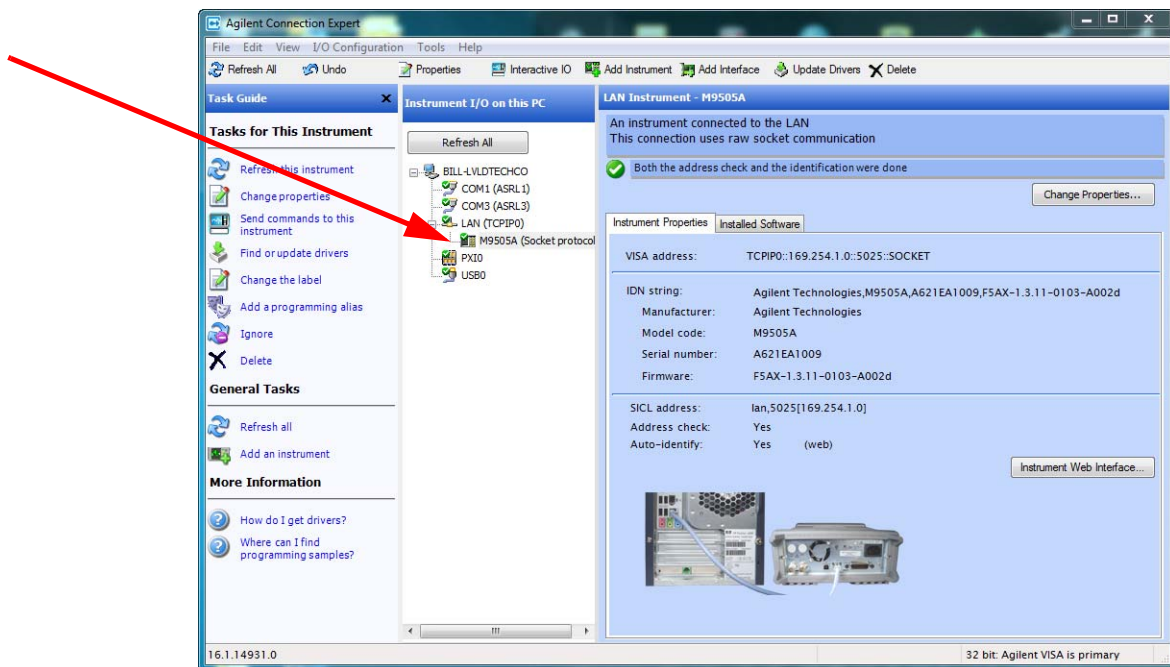 Agilent Connection Expert
File Edit View I/O Configuration Tools Help
Refresh All Undo Properties Interactive IO Add Instrument Add Interface Update Drivers Delete
Task Guide
Tasks for This Instrument
Refresh this instrument
Change properties
Send commands to this
instrument
Find or update drivers
Change the label
Add a programming alias
Ignore
Delete
General Tasks
Refresh all
Add an instrument
More Information
How do I get drivers?
Where can I find
programming samples?
Instrument I/O on this PC
Refresh All
BILL-LVLDTECHCO
COM1 (ASRL1)
COM3 (ASRL3)
LAN (TCPIP0)
M9505A (Socket protocol
PXI0
USB0
LAN Instrument - M9505A
An instrument connected to the LAN
This connection uses raw socket communication
Both the address check and the identification were done
Change Properties...
Instrument Properties Installed Software
VISA address: TCPIP0::169.254.1.0::5025::SOCKET
IDN string: Agilent Technologies,M9505A,A621EA1009,F5AX-1.3.11-0103-A002d
Manufacturer: Agilent Technologies
Model code: M9505A
Serial number: A621EA1009
Firmware: F5AX-1.3.11-0103-A002d
SICL address: lan,5025[169.254.1.0]
Address check: Yes
Auto-identify: Yes (web)
Instrument Web Interface...
16.1.14931.0
32 bit: Agilent VISA is primary